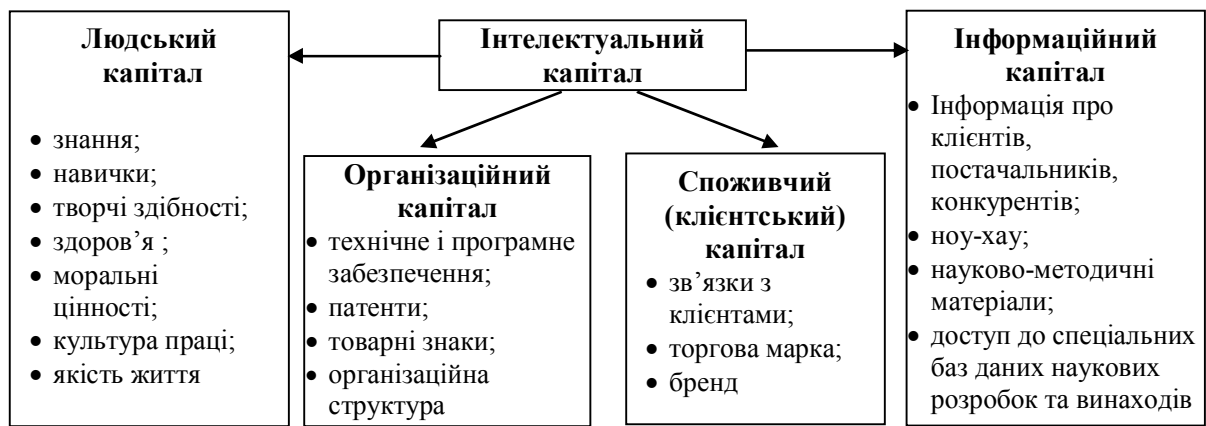 Інтелектуальний
капітал
Людський
капітал
• знання;
• навички;
• творчі здібності;
• здоров’я ;
• моральні
цінності;
• культура праці;
• якість життя
Організаційний
капітал
• технічне і програмне
забезпечення;
• патенти;
• товарні знаки;
• організаційна
структура
Споживчий
(клієнтський)
капітал
• зв’язки з
клієнтами;
• торгова марка;
• бренд
Інформаційний
капітал
• Інформація про
клієнтів,
постачальників,
конкурентів;
• ноу-хау;
• науково-методичні
матеріали;
• доступ до спеціальних
баз даних наукових
розробок та винаходів